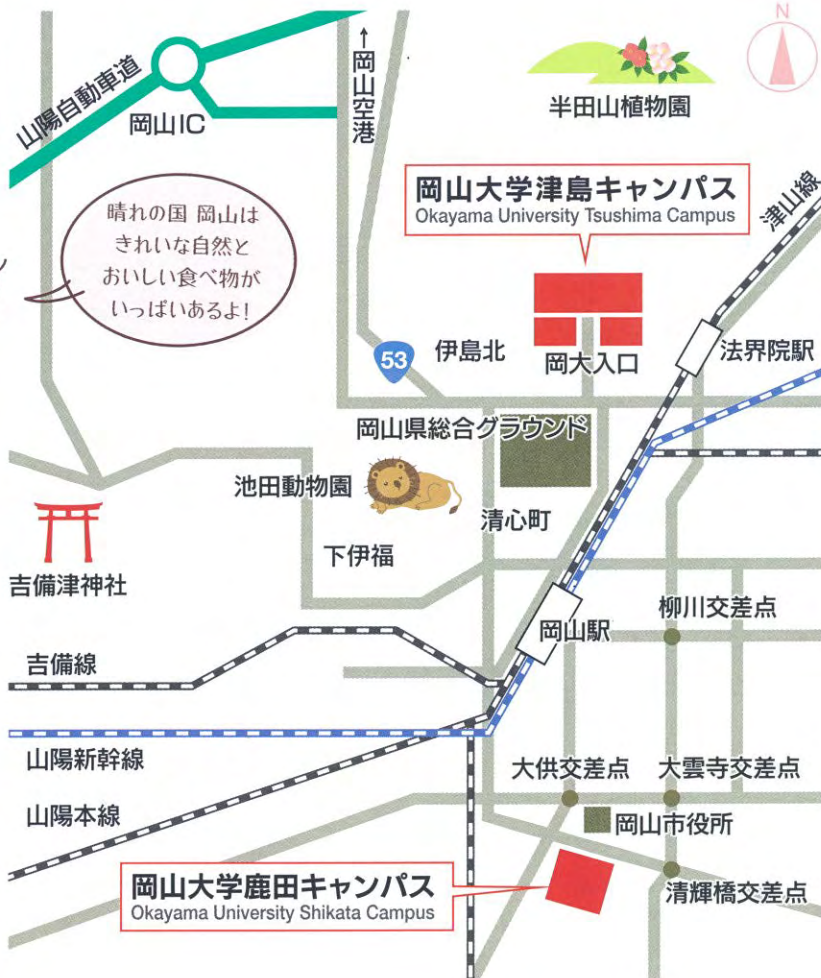 N
山陽自動車道
岡山IC
↑岡山空港
半田山植物園
岡山大学津島キャンパス
Okayama University Tsushima Campus
津山線
晴れの国 岡山は
きれいな自然と
おいしい食べ物が
いっぱいあるよ!
53
伊島北
岡大入口
法界院駅
岡山県総合グラウンド
池田動物園
清心町
下伊福
吉備津神社
岡山駅
柳川交差点
吉備線
山陽新幹線
山陽本線
大供交差点
大雲寺交差点
岡山市役所
岡山大学鹿田キャンパス
Okayama University Shikata Campus
清輝橋交差点